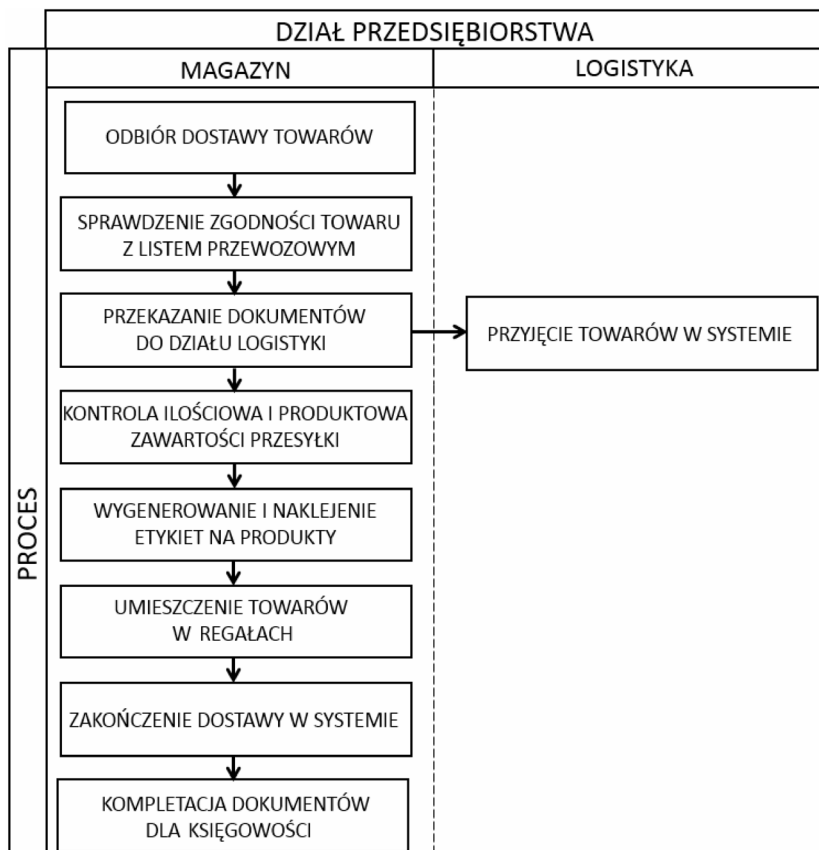 DZIAŁ PRZEDSIĘBIORSTWA
MAGAZYN
LOGISTYKA
PROCES
ODBIÓR DOSTAWY TOWARÓW
SPRAWDZENIE ZGODNOŚCI TOWARU
Z LISTEM PRZEWOZOWYM
PRZEKAZANIE DOKUMENTÓW
DO DZIAŁU LOGISTYKI
PRZYJĘCIE TOWARÓW W SYSTEMIE
KONTROLA ILOŚCIOWA I PRODUKTOWA
ZAWARTOŚCI PRZESYŁKI
WYGENEROWANIE I NAKLEJENIE
ETYKIET NA PRODUKTY
UMIESZCZENIE TOWARÓW
W REGAŁACH
ZAKOŃCZENIE DOSTAWY W SYSTEMIE
KOMPLETACJA DOKUMENTÓW
DLA KSIĘGOWOŚCI